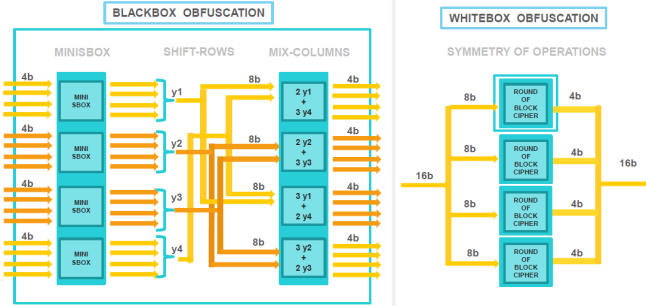 BLACKBOX OBFUSCATION
MINISBOX SHIFT-ROWS MIX-COLUMNS
4b
MINI
SBOX
y1
8b
2 y1
+
3 y4
4b
4b
MINI
SBOX
y2
8b
2 y2
+
3 y3
4b
4b
MINI
SBOX
y3
8b
3 y1
+
2 y4
4b
4b
MINI
SBOX
y4
8b
3 y2
+
2 y3
4b
WHITEBOX OBFUSCATION
SYMMETRY OF OPERATIONS
16b
8b
ROUND
OF
BLOCK
CIPHER
4b
8b
ROUND
OF
BLOCK
CIPHER
4b
8b
ROUND
OF
BLOCK
CIPHER
4b
8b
ROUND
OF
BLOCK
CIPHER
4b
16b